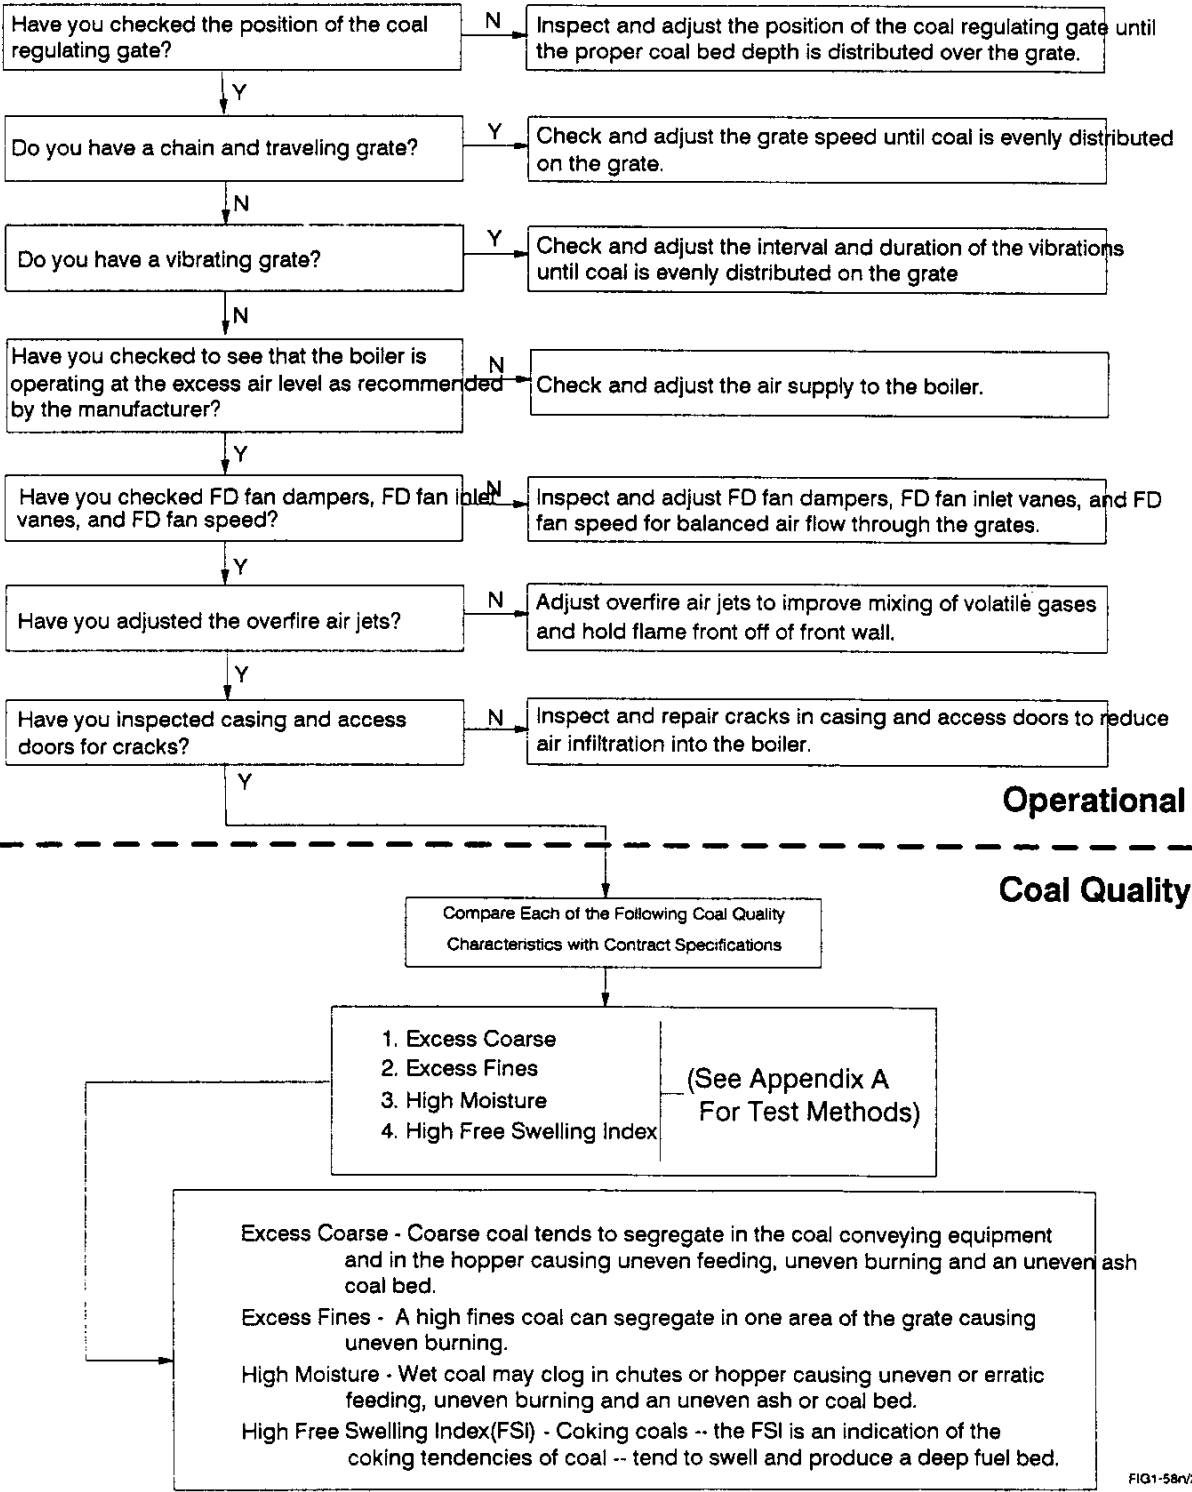 Have you checked the position of the coal
regulating gate?
N
Inspect and adjust the position of the coal regulating gate until
the proper coal bed depth is distributed over the grate.
Y
Do you have a chain and traveling grate?
Y
Check and adjust the grate speed until coal is evenly distributed
on the grate.
N
Do you have a vibrating grate?
Y
Check and adjust the interval and duration of the vibrations
until coal is evenly distributed on the grate
N
Have you checked to see that the boiler is
operating at the excess air level as recommended
by the manufacturer?
N
Check and adjust the air supply to the boiler.
Y
Have you checked FD fan dampers, FD fan inlet
vanes, and FD fan speed?
N
Inspect and adjust FD fan dampers, FD fan inlet vanes, and FD
fan speed for balanced air flow through the grates.
Y
Have you adjusted the overfire air jets?
N
Adjust overfire air jets to improve mixing of volatile gases
and hold flame front off of front wall.
Y
Have you inspected casing and access
doors for cracks?
N
Inspect and repair cracks in casing and access doors to reduce
air infiltration into the boiler.
Y
Operational
Coal Quality
Compare Each of the Following Coal Quality
Characteristics with Contract Specifications
1. Excess Coarse
2. Excess Fines
3. High Moisture
4. High Free Swelling Index
(See Appendix A
For Test Methods)
Excess Coarse - Coarse coal tends to segregate in the coal conveying equipment
and in the hopper causing uneven feeding, uneven burning and an uneven ash
coal bed.
Excess Fines - A high fines coal can segregate in one area of the grate causing
uneven burning.
High Moisture - Wet coal may clog in chutes or hopper causing uneven or erratic
feeding, uneven burning and an uneven ash or coal bed.
High Free Swelling Index(FSI) - Coking coals -- the FSI is an indication of the
coking tendencies of coal -- tend to swell and produce a deep fuel bed.